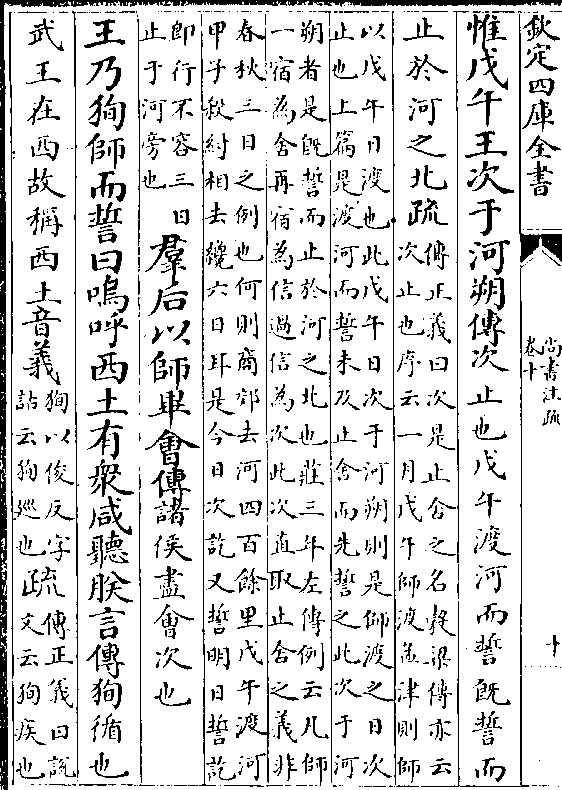 欽定四庫全書
尚書注疏
卷十
十
惟戊午王次于河朔傳次止也戊午渡河而誓既誓而
止於河之北疏
傳正義曰次是止舍之名穀梁傳亦云
次止也序云一月戊午師渡孟津則師
以戊午日渡也此戊午日次于河朔則是師渡之日次
止也上篇是渡河而誓未及止舍而先誓之此次于河
朔者是既誓而止於河之北也莊三年左傳例云凡師
一宿為舍再宿為信過信為次此次直取止舍之義非
春秋三日之例也何則商郊去河四百餘里戊午渡河
甲子殺紂相去纔六日耳是今日次訖又誓明日誓訖
即行不容三日
止于河旁也
羣后以師畢會傳諸侯盡會次也
王乃狥師而誓曰嗚呼西土有衆咸聽朕言傳狥循也
武王在西故稱西土音義
狥以俊反字
詁云狥巡也
疏
傳正義曰說
文云狥疾也